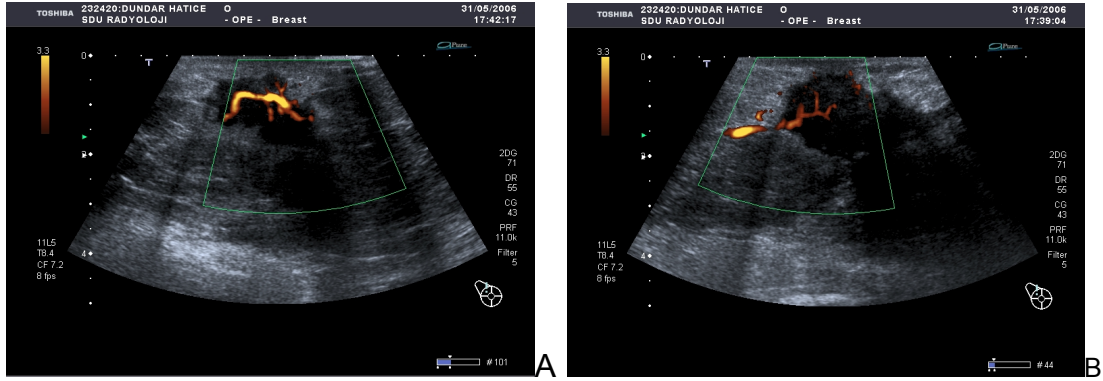 TOSHIBA
232420:DUNDAR HATICE O
SDU RADYOLOJI - OPE - Breast
31/05/2006
17:42:17
aPure
3.3
0
T
2
4
2DG
71
DR
55
CG
43
PRF
11.0k
Filter
5
11L5
T8.4
CF 7.2
8 fps
#101
A
TOSHIBA
232420:DUNDAR HATICE O
SDU RADYOLOJI - OPE - Breast
31/05/2006
17:39:04
aPure
3.3
0
T
2
4
2DG
71
DR
55
CG
43
PRF
11.0k
Filter
5
11L5
T8.4
CF 7.2
8 fps
#44
B